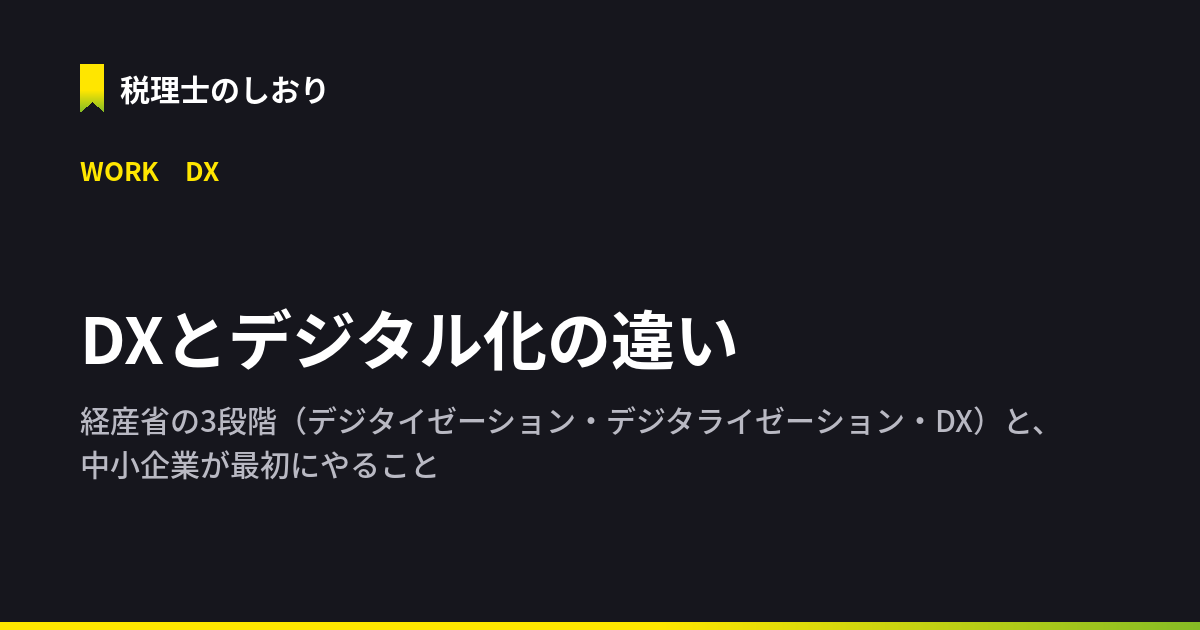 税理士のしおり
WORK　DX
DXとデジタル化の違い
経産省の3段階（デジタイゼーション・デジタライゼーション・DX）と、
中小企業が最初にやること